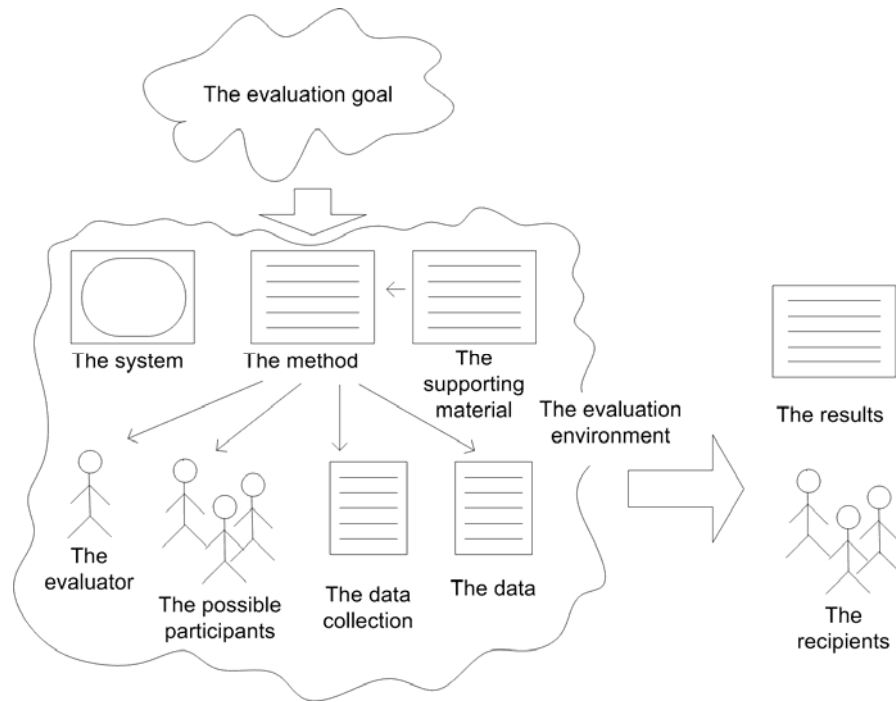 The evaluation goal
The system
The method
The
supporting
material
The evaluation
environment
The results
The
evaluator
The possible
participants
The data
collection
The data
The
recipients